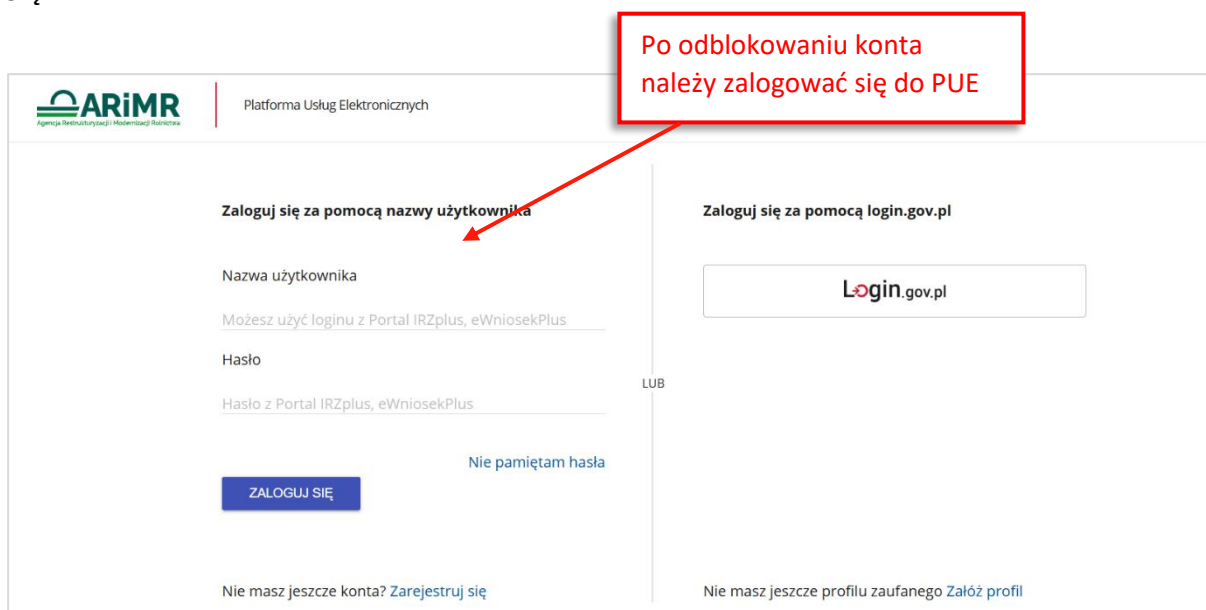 Po odblokowaniu konta
należy zalogować się do PUE
ARiMR
Agencja Restrukturyzacji i Modernizacji Rolnictwa
Platforma Usług Elektronicznych
Zaloguj się za pomocą nazwy użytkownika
Nazwa użytkownika
Możesz użyć loginu z Portal IRZplus, eWniosekPlus
Hasło
Hasło z Portal IRZplus, eWniosekPlus
Nie pamiętam hasła
ZALOGUJ SIĘ
Nie masz jeszcze konta? Zarejestruj się
LUB
Zaloguj się za pomocą login.gov.pl
Login.gov.pl
Nie masz jeszcze profilu zaufanego Załóż profil